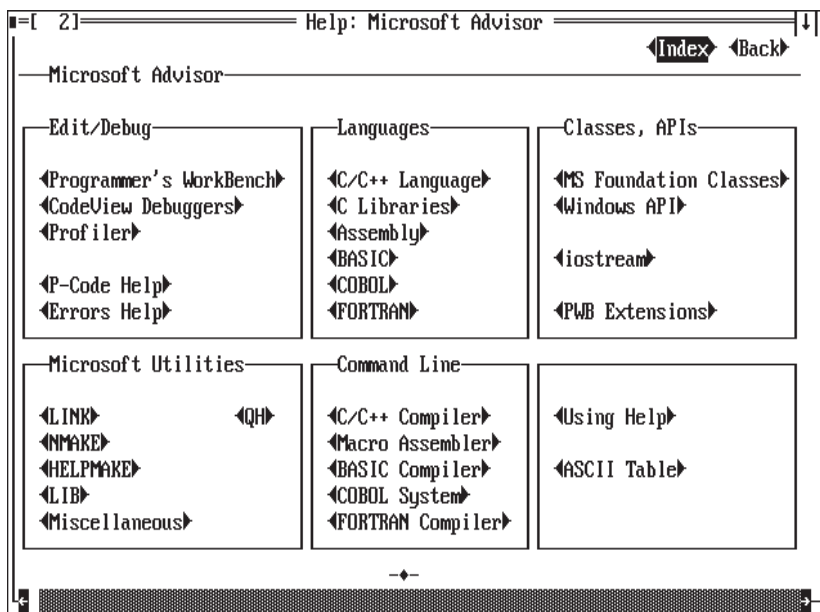 [ 2] Help: Microsoft Advisor
Index Back
Microsoft Advisor
Edit/Debug
Programmer's WorkBench
CodeView Debuggers
Profiler
P-Code Help
Errors Help
Languages
C/C++ Language
C Libraries
Assembly
BASIC
COBOL
FORTRAN
Classes, APIs
MS Foundation Classes
Windows API
iostream
PWB Extensions
Microsoft Utilities
LINK QH
NMAKE
HELPMAKE
LIB
Miscellaneous
Command Line
C/C++ Compiler
Macro Assembler
BASIC Compiler
COBOL System
FORTRAN Compiler
Using Help
ASCII Table